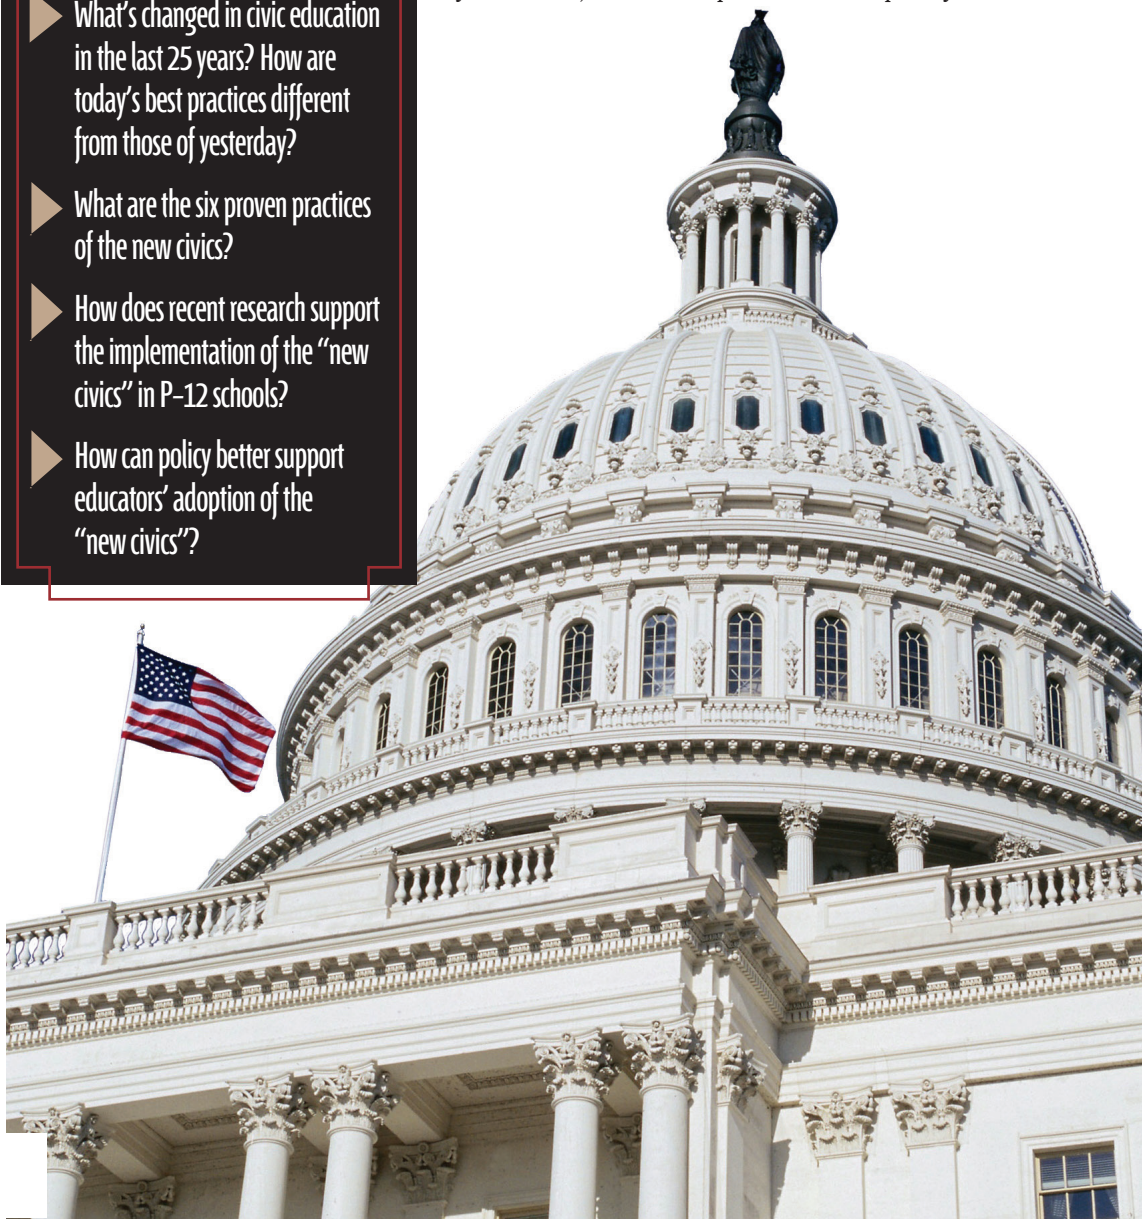 What’s changed in civic education
in the last 25 years? How are
today’s best practices different
from those of yesterday?
What are the six proven practices
of the new civics?
How does recent research support
the implementation of the “new
civics” in P–12 schools?
How can policy better support
educators’ adoption of the
“new civics”?